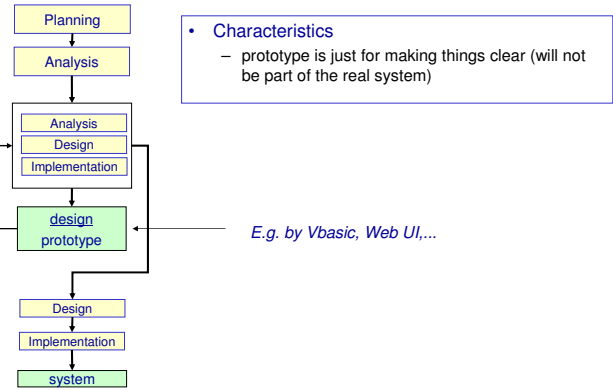 Planning
Analysis
• Characteristics
– prototype is just for making things clear (will not
be part of the real system)
Analysis
Design
Implementation
design
prototype
E.g. by Vbasic, Web UI,...
Design
Implementation
system